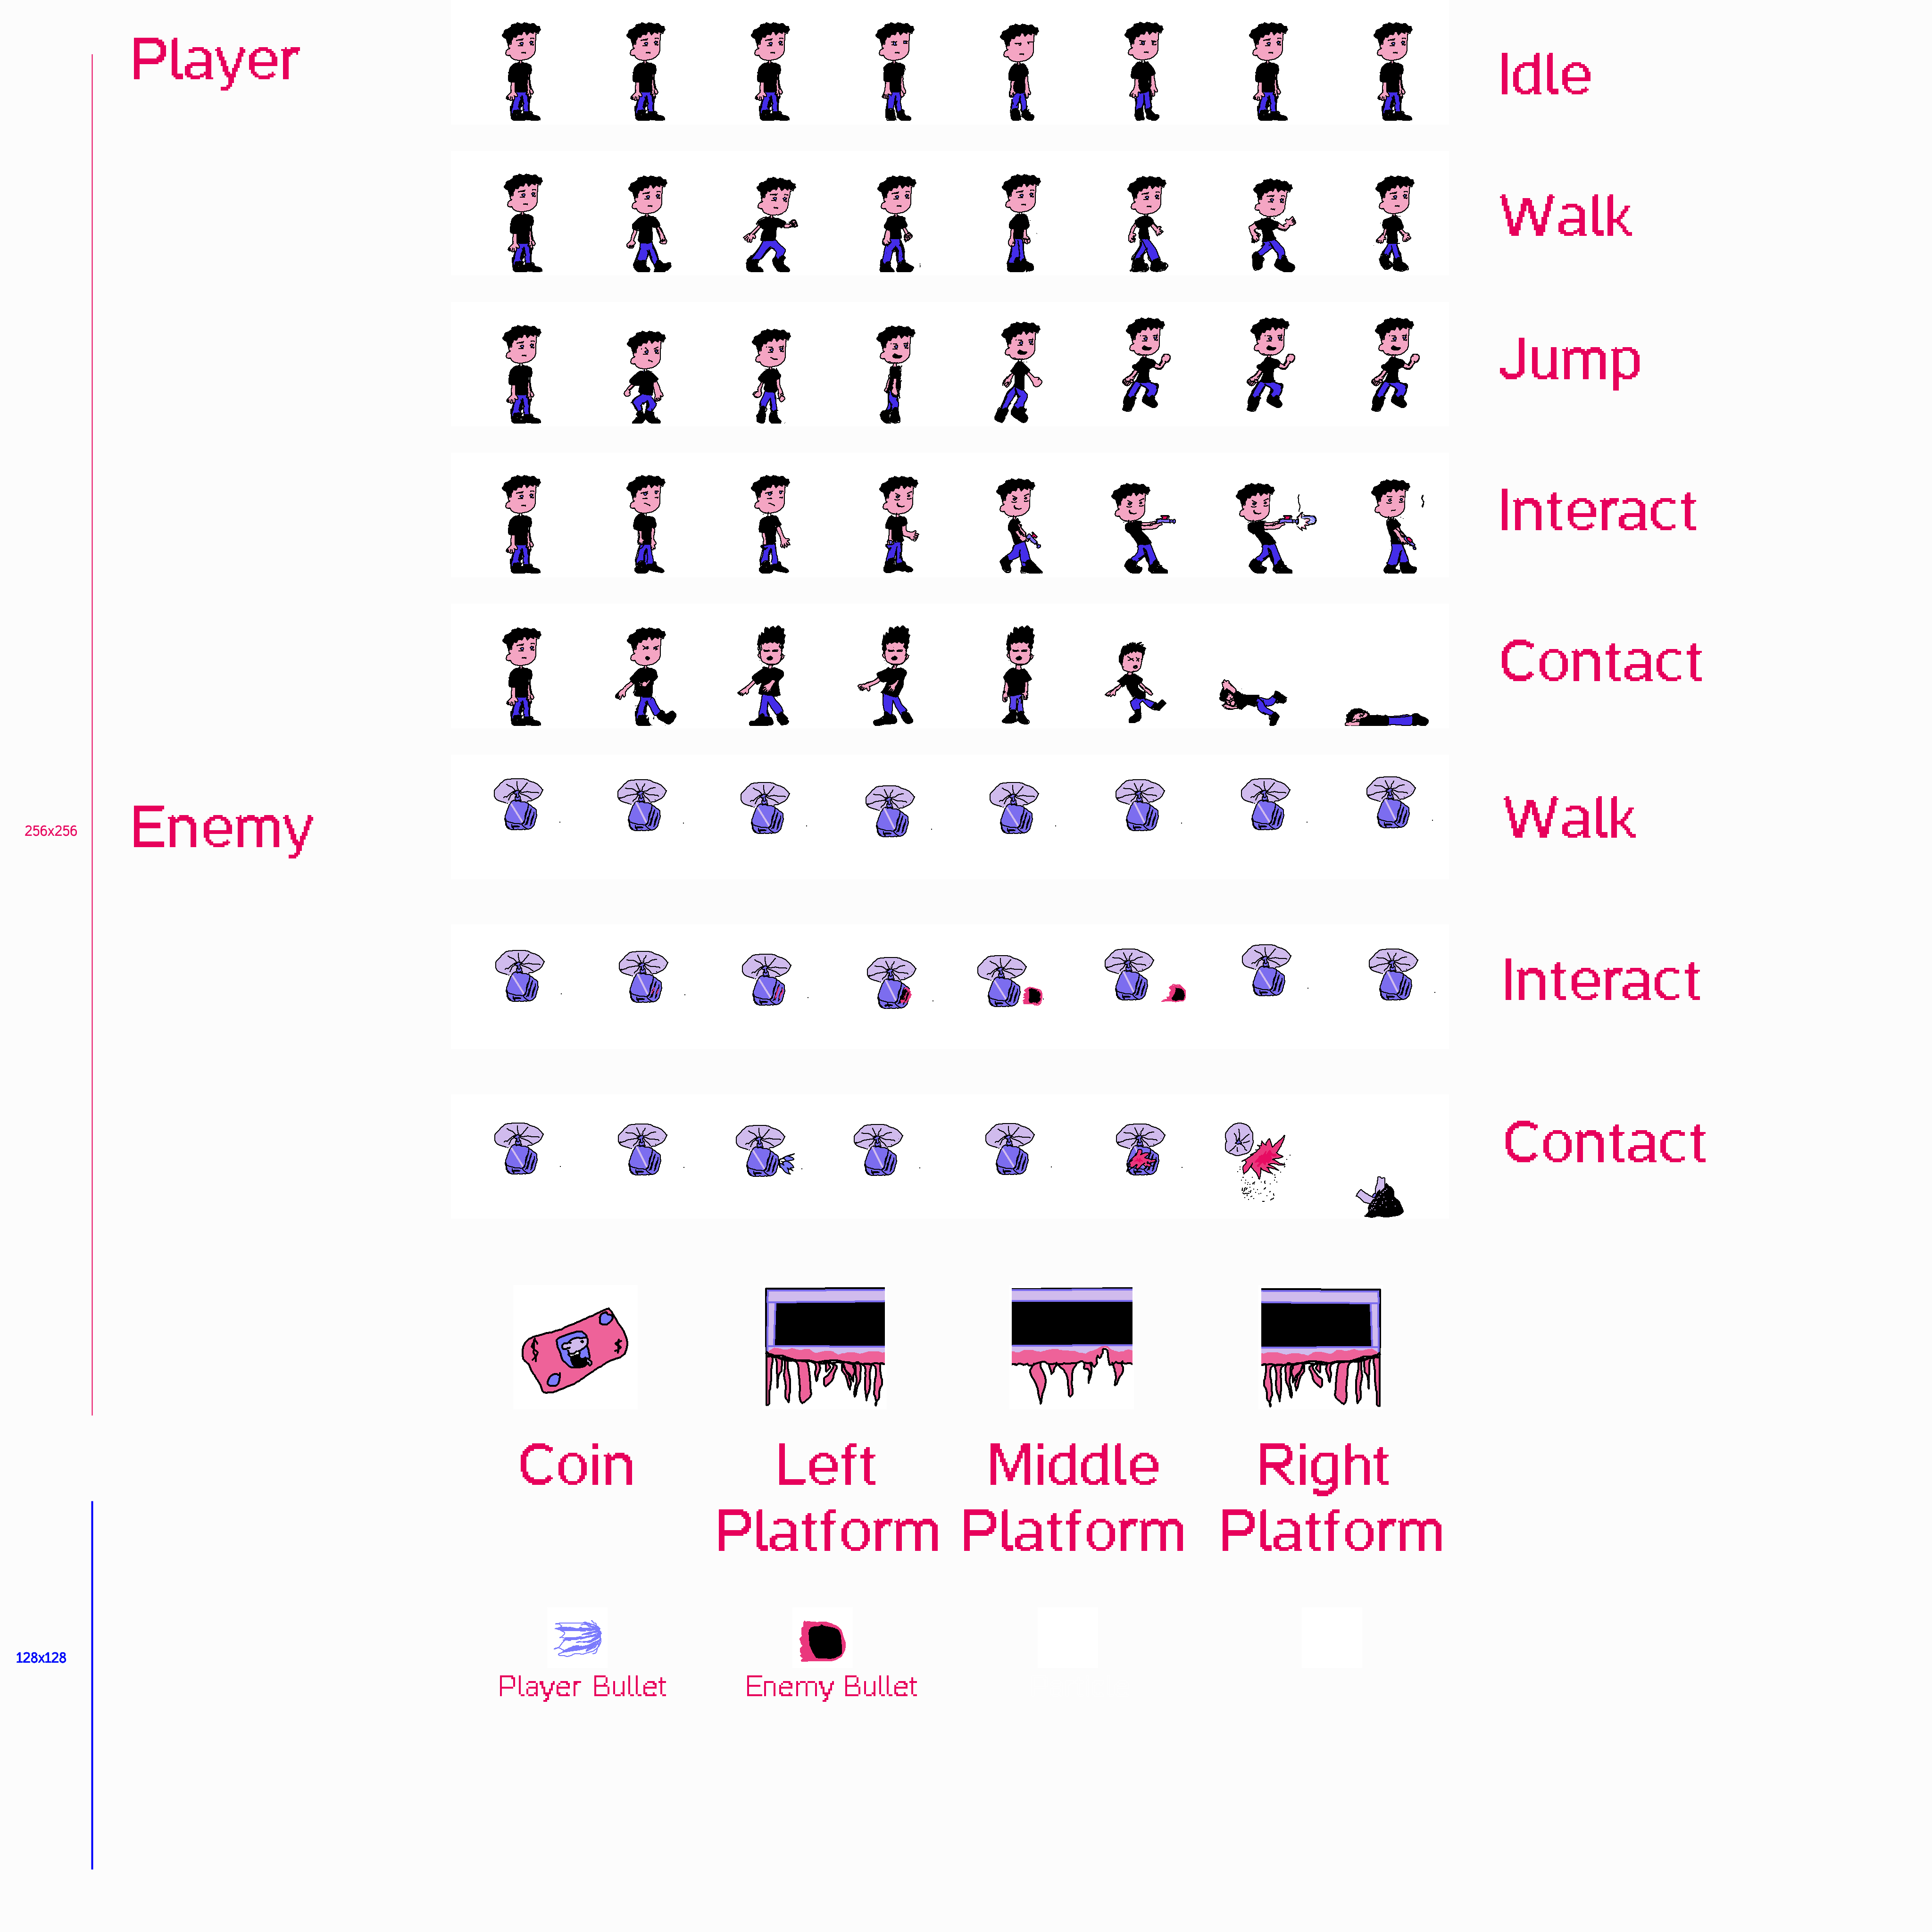 Player
Idle
Walk
Jump
Interact
Contact
Enemy
Walk
256x256
Interact
Contact
Coin
Left
Platform
Middle
Platform
Right
Platform
128x128
Player Bullet
Enemy Bullet